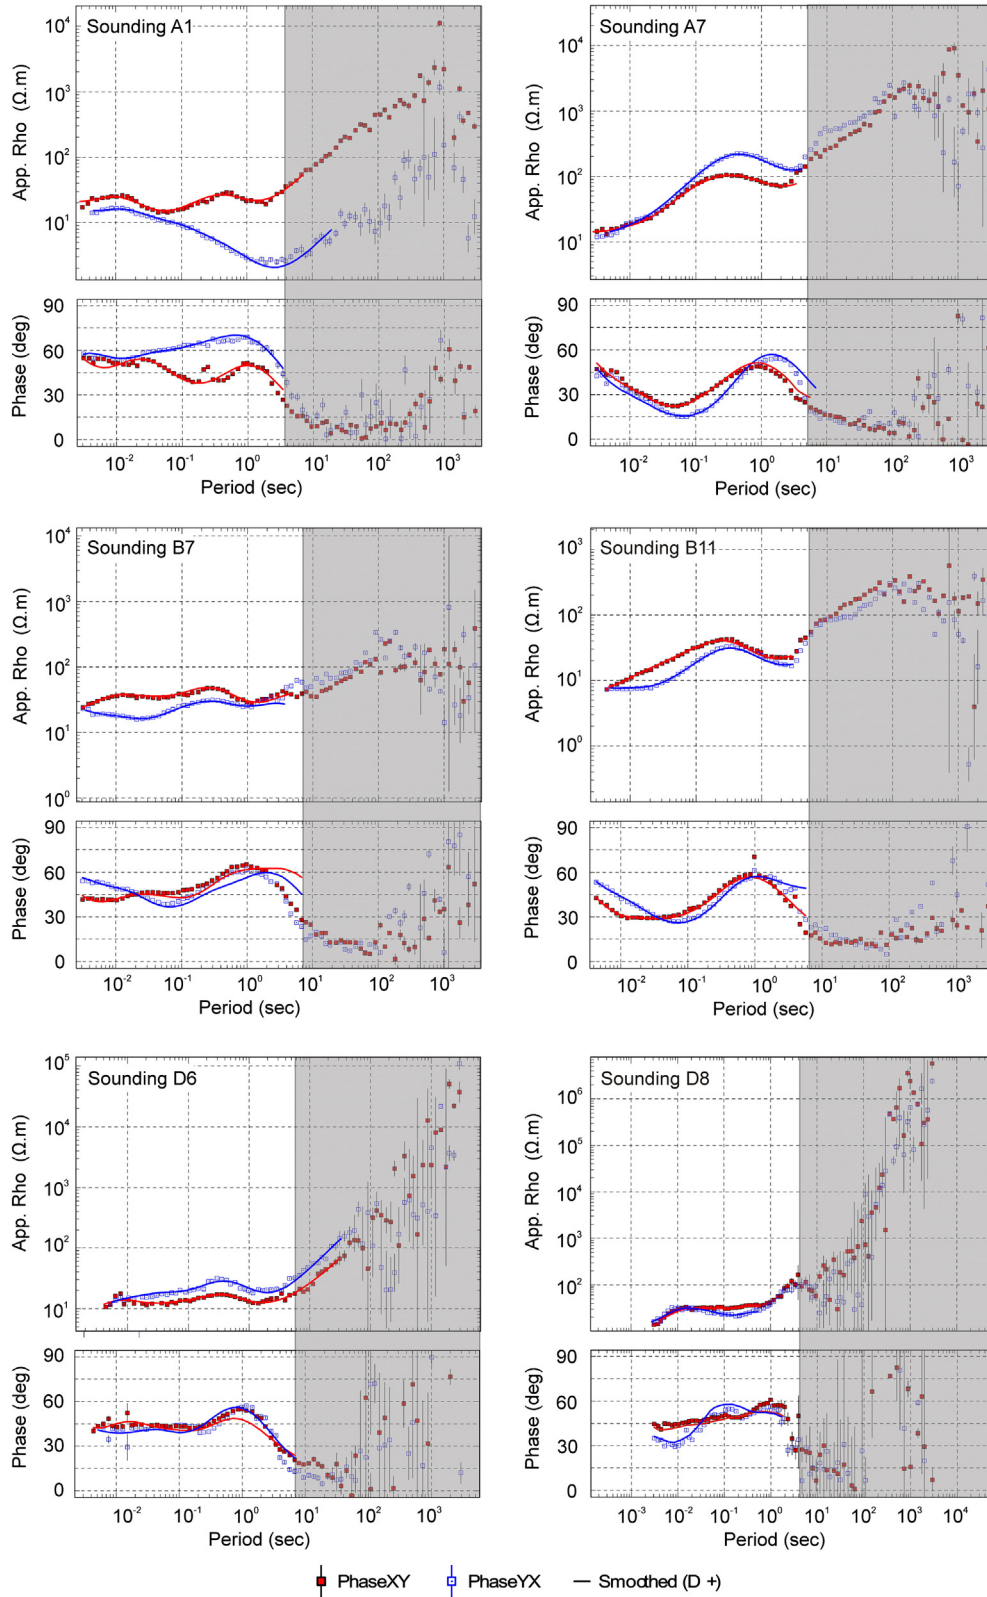 Sounding A1
App. Rho (Ω.m)
10⁴
10³
10²
10¹
Phase (deg)
90
60
30
0
10⁻² 10⁻¹ 10⁰ 10¹ 10² 10³
Period (sec)
Sounding A7
App. Rho (Ω.m)
10⁴
10³
10²
10¹
Phase (deg)
90
60
30
0
10⁻² 10⁻¹ 10⁰ 10¹ 10² 10³
Period (sec)
Sounding B7
App. Rho (Ω.m)
10⁴
10³
10²
10¹
10⁰
Phase (deg)
90
60
30
0
10⁻² 10⁻¹ 10⁰ 10¹ 10² 10³
Period (sec)
Sounding B11
App. Rho (Ω.m)
10³
10²
10¹
10⁰
Phase (deg)
90
60
30
0
10⁻² 10⁻¹ 10⁰ 10¹ 10² 10³
Period (sec)
Sounding D6
App. Rho (Ω.m)
10⁵
10⁴
10³
10²
10¹
Phase (deg)
90
60
30
0
10⁻² 10⁻¹ 10⁰ 10¹ 10² 10³
Period (sec)
Sounding D8
App. Rho (Ω.m)
10⁶
10⁵
10⁴
10³
10²
Phase (deg)
90
60
30
0
10⁻³ 10⁻² 10⁻¹ 10⁰ 10¹ 10² 10³ 10⁴
Period (sec)
PhaseXY PhaseYX Smoothed (D +)